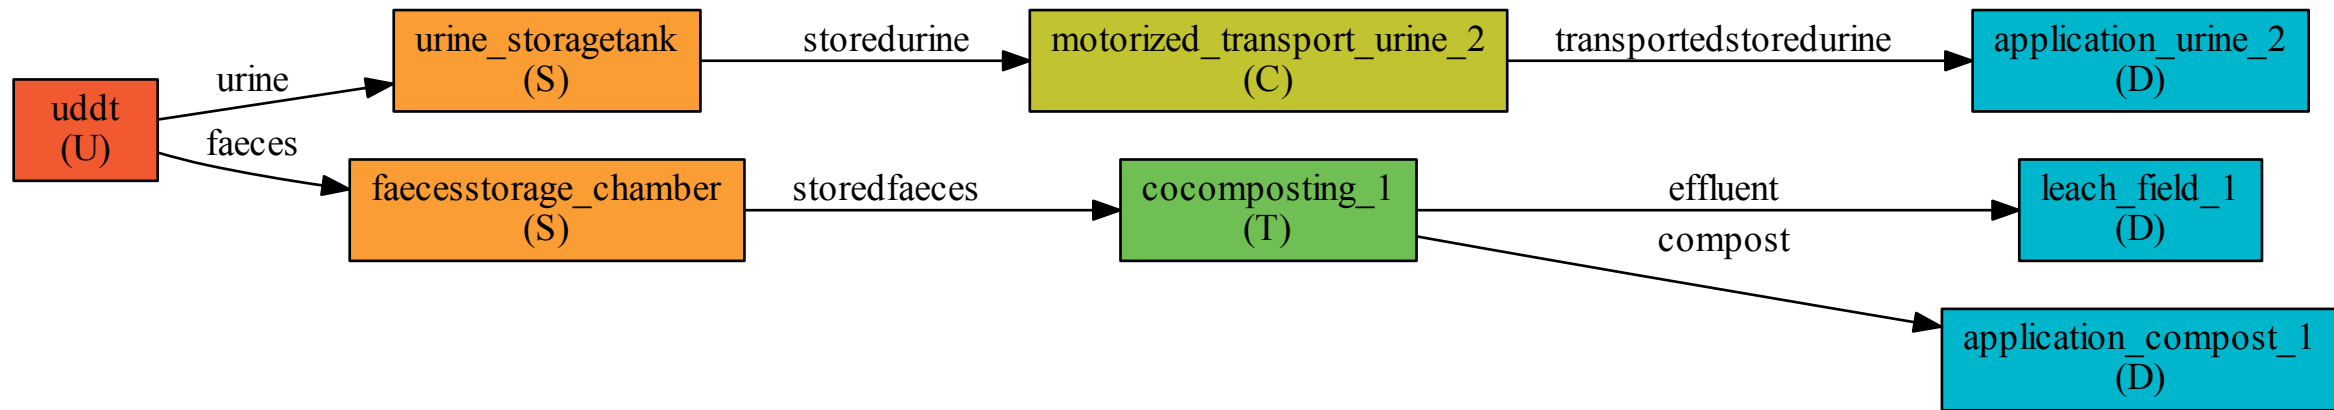 uddt
(U)
urine
faeces
urine_storagetank
(S)
faecesstorage_chamber
(S)
storedurine
storedfaeces
motorized_transport_urine_2
(C)
cocomposting_1
(T)
transportedstoredurine
effluent
compost
application_urine_2
(D)
leach_field_1
(D)
application_compost_1
(D)